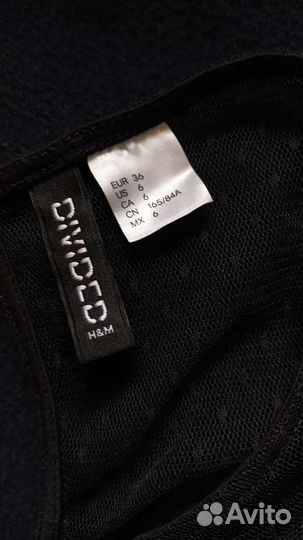 EUR 36
US 6
CA 6
CN 165/84A
MX 6
DIVIDED
H&M
Avito